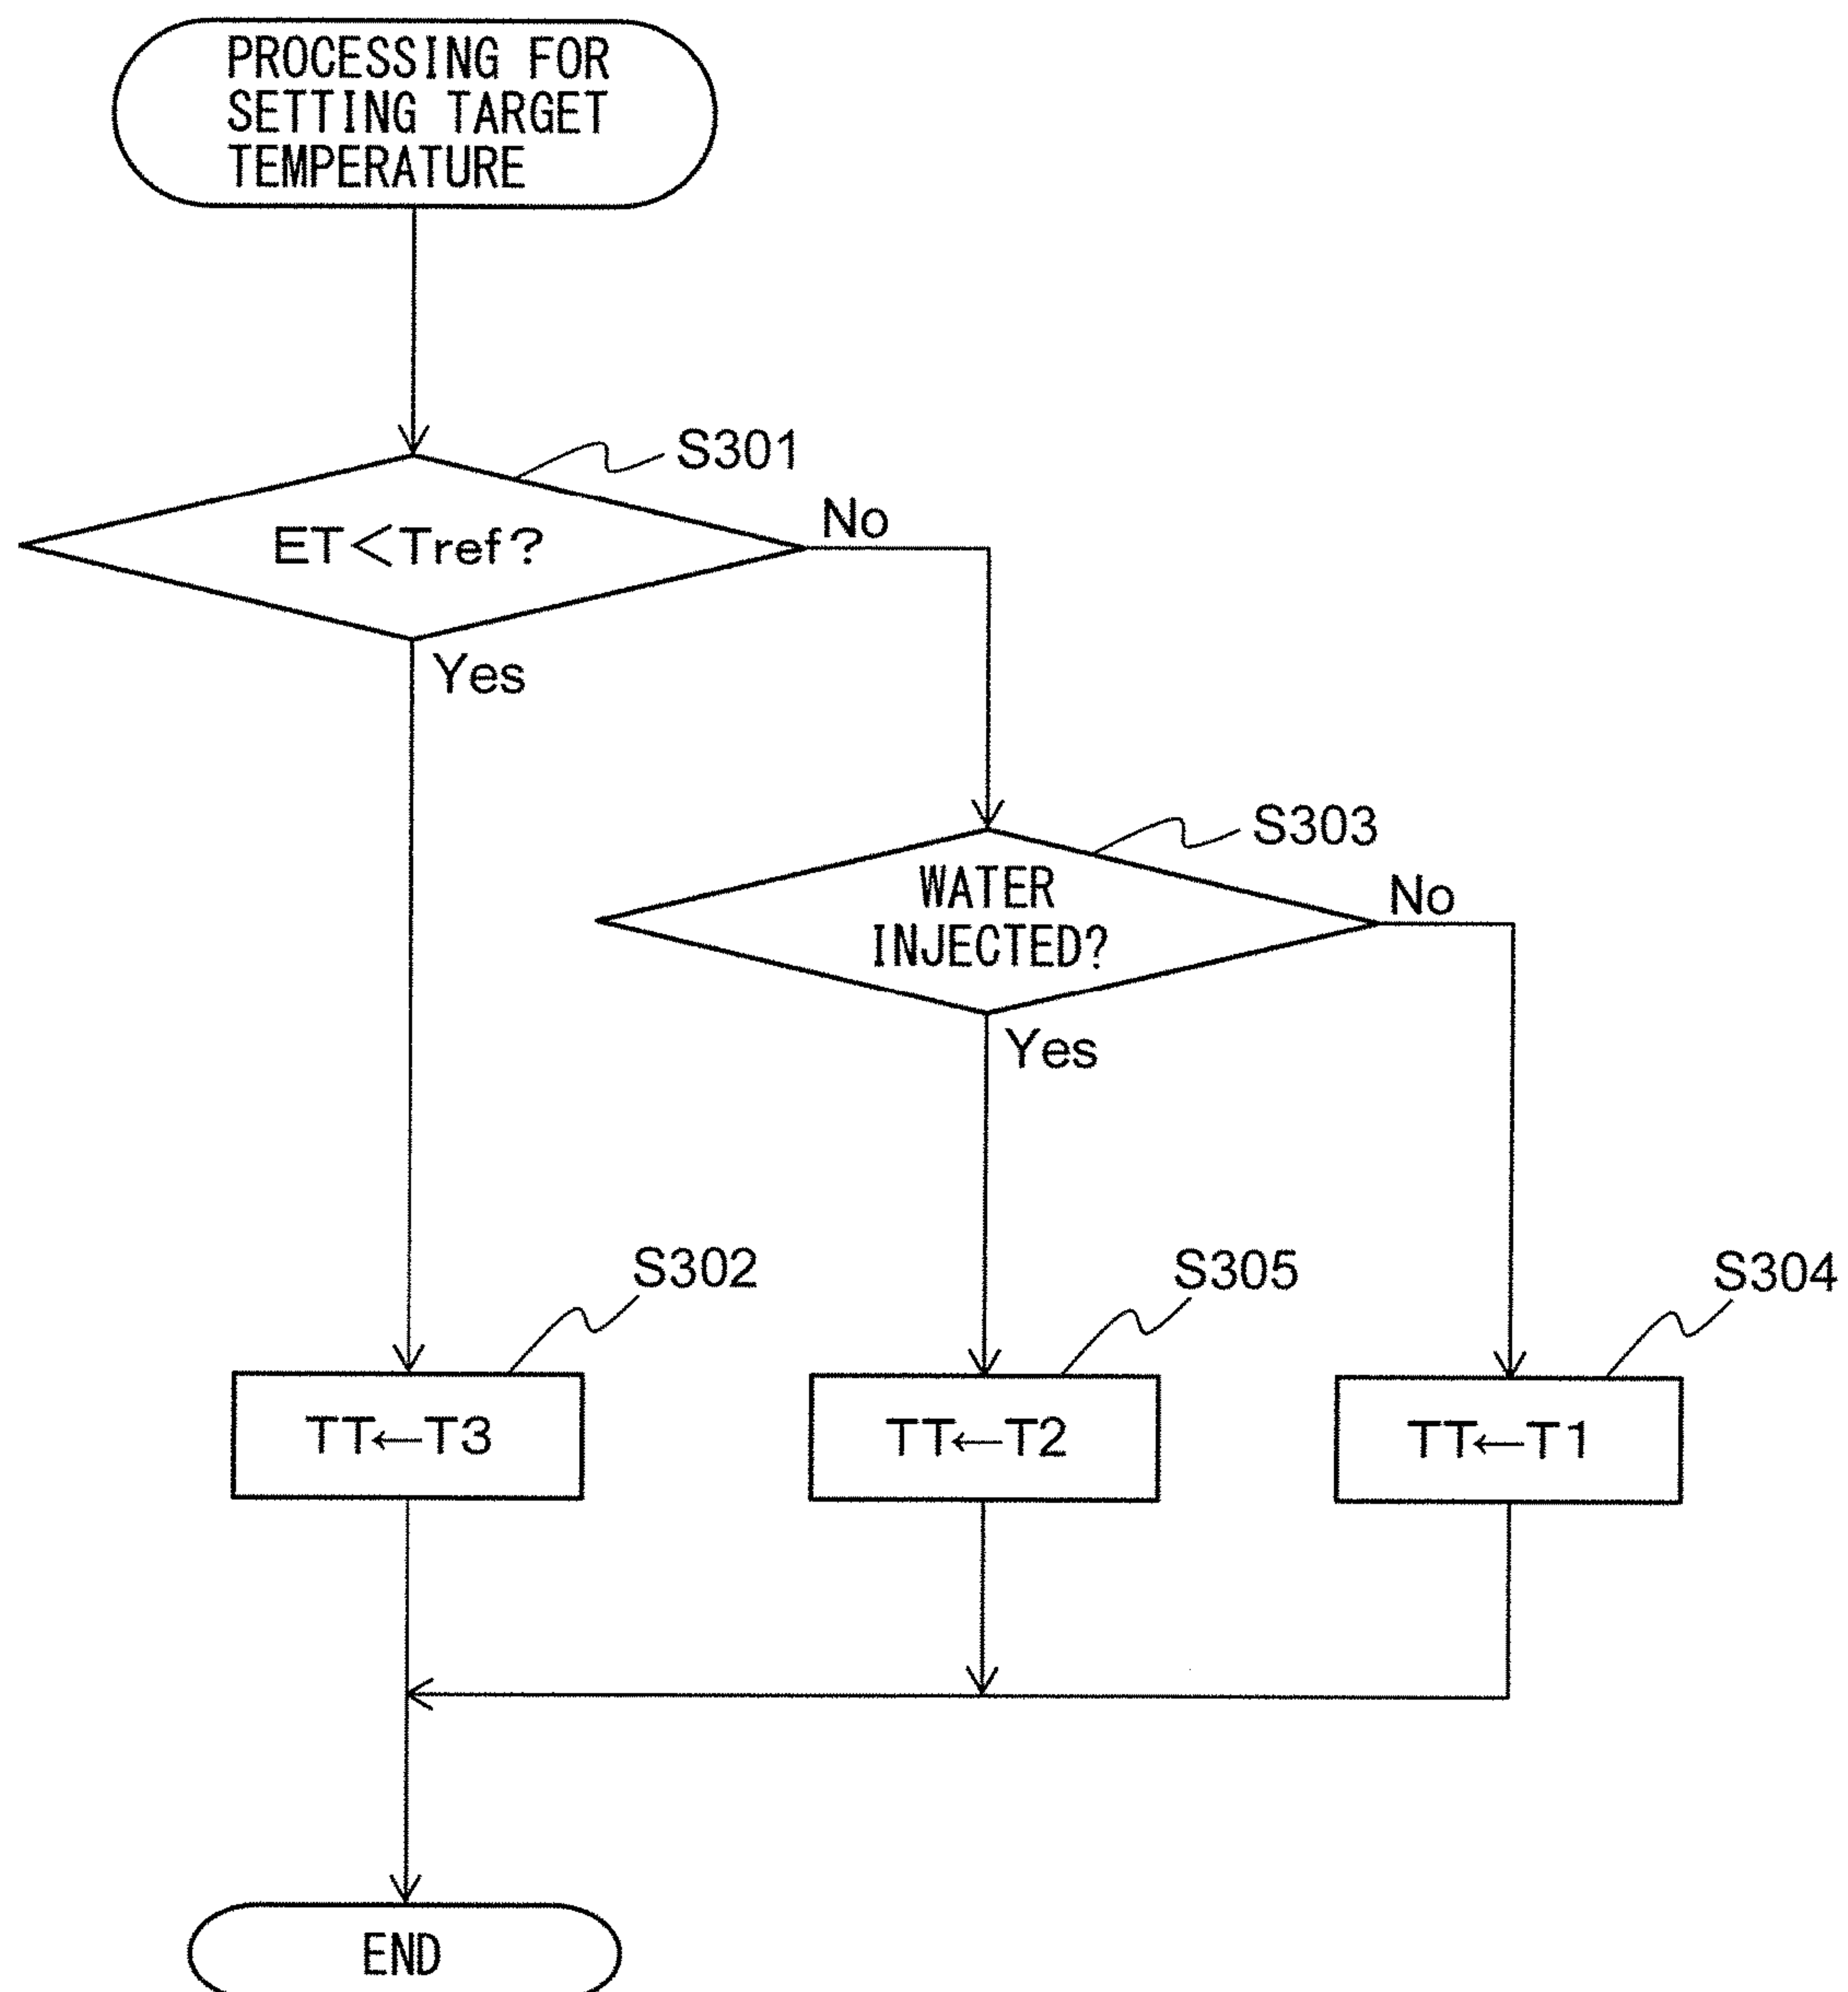 PROCESSING FOR
SETTING TARGET
TEMPERATURE
S301
ET<Tref?
No
Yes
S303
WATER
INJECTED?
No
Yes
S302
S305
S304
TT←T3
TT←T2
TT←T1
END